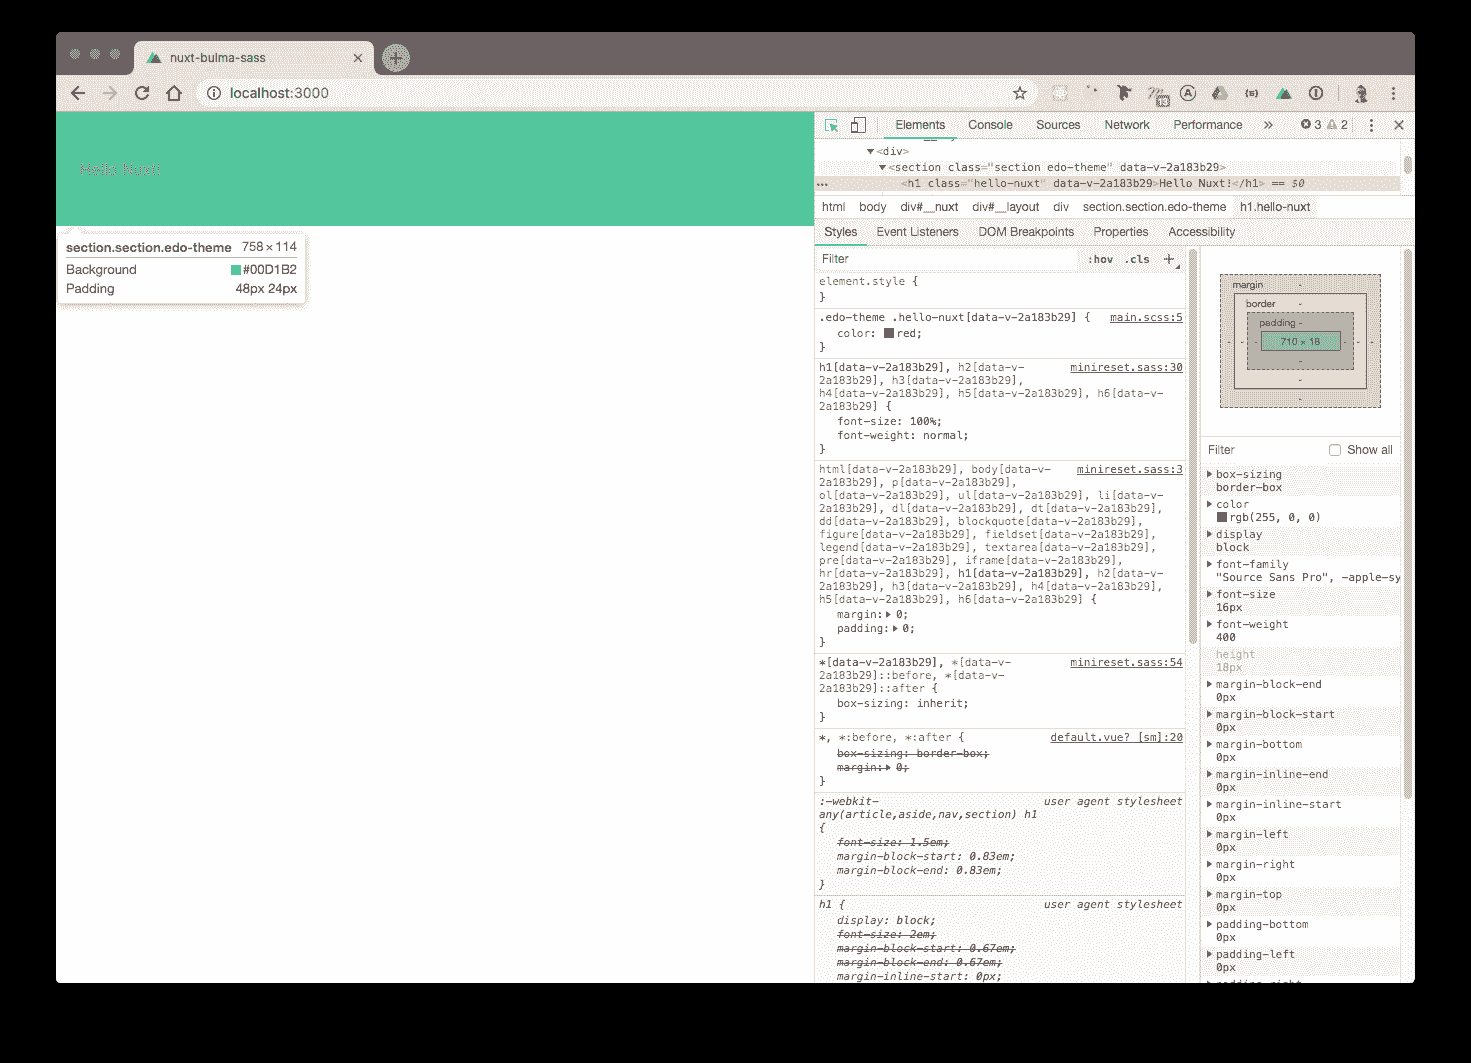 nuxt-bulma-sass
localhost:3000
13
Hello Nuxt!
section.section.edo-theme 758 × 114
Background #00D1B2
Padding 48px 24px
Elements Console Sources Network Performance » 3 2
<div>
<section class="section edo-theme" data-v-2a183b29>
… <h1 class="hello-nuxt" data-v-2a183b29>Hello Nuxt!</h1> == $0
html body div#__nuxt div#__layout div section.section.edo-theme h1.hello-nuxt
Styles Event Listeners DOM Breakpoints Properties Accessibility
Filter :hov .cls +
element.style {
}
.edo-theme .hello-nuxt[data-v-2a183b29] { main.scss:5
color: red;
}
h1[data-v-2a183b29], h2[data-v- minireset.sass:30
2a183b29], h3[data-v-2a183b29],
h4[data-v-2a183b29], h5[data-v-2a183b29], h6[data-v-
2a183b29] {
font-size: 100%;
font-weight: normal;
}
html[data-v-2a183b29], body[data-v- minireset.sass:3
2a183b29], p[data-v-2a183b29],
ol[data-v-2a183b29], ul[data-v-2a183b29], li[data-v-
2a183b29], dl[data-v-2a183b29], dt[data-v-2a183b29],
dd[data-v-2a183b29], blockquote[data-v-2a183b29],
figure[data-v-2a183b29], fieldset[data-v-2a183b29],
legend[data-v-2a183b29], textarea[data-v-2a183b29],
pre[data-v-2a183b29], iframe[data-v-2a183b29],
hr[data-v-2a183b29], h1[data-v-2a183b29], h2[data-v-
2a183b29], h3[data-v-2a183b29], h4[data-v-2a183b29],
h5[data-v-2a183b29], h6[data-v-2a183b29] {
margin: 0;
padding: 0;
}
*[data-v-2a183b29], *[data-v- minireset.sass:54
2a183b29]::before, *[data-v-
2a183b29]::after {
box-sizing: inherit;
}
*, *:before, *:after { default.vue? [sm]:20
box-sizing: border-box;
margin: 0;
}
:-webkit- user agent stylesheet
any(article,aside,nav,section) h1
{
font-size: 1.5em;
margin-block-start: 0.83em;
margin-block-end: 0.83em;
}
h1 { user agent stylesheet
display: block;
font-size: 2em;
margin-block-start: 0.67em;
margin-block-end: 0.67em;
margin-inline-start: 0px;
margin -
border -
padding -
- - - 710 × 18 - - -
-
-
-
Filter Show all
box-sizing
border-box
color
rgb(255, 0, 0)
display
block
font-family
"Source Sans Pro", -apple-sy
font-size
16px
font-weight
400
height
18px
margin-block-end
0px
margin-block-start
0px
margin-bottom
0px
margin-inline-end
0px
margin-inline-start
0px
margin-left
0px
margin-right
0px
margin-top
0px
padding-bottom
0px
padding-left
0px